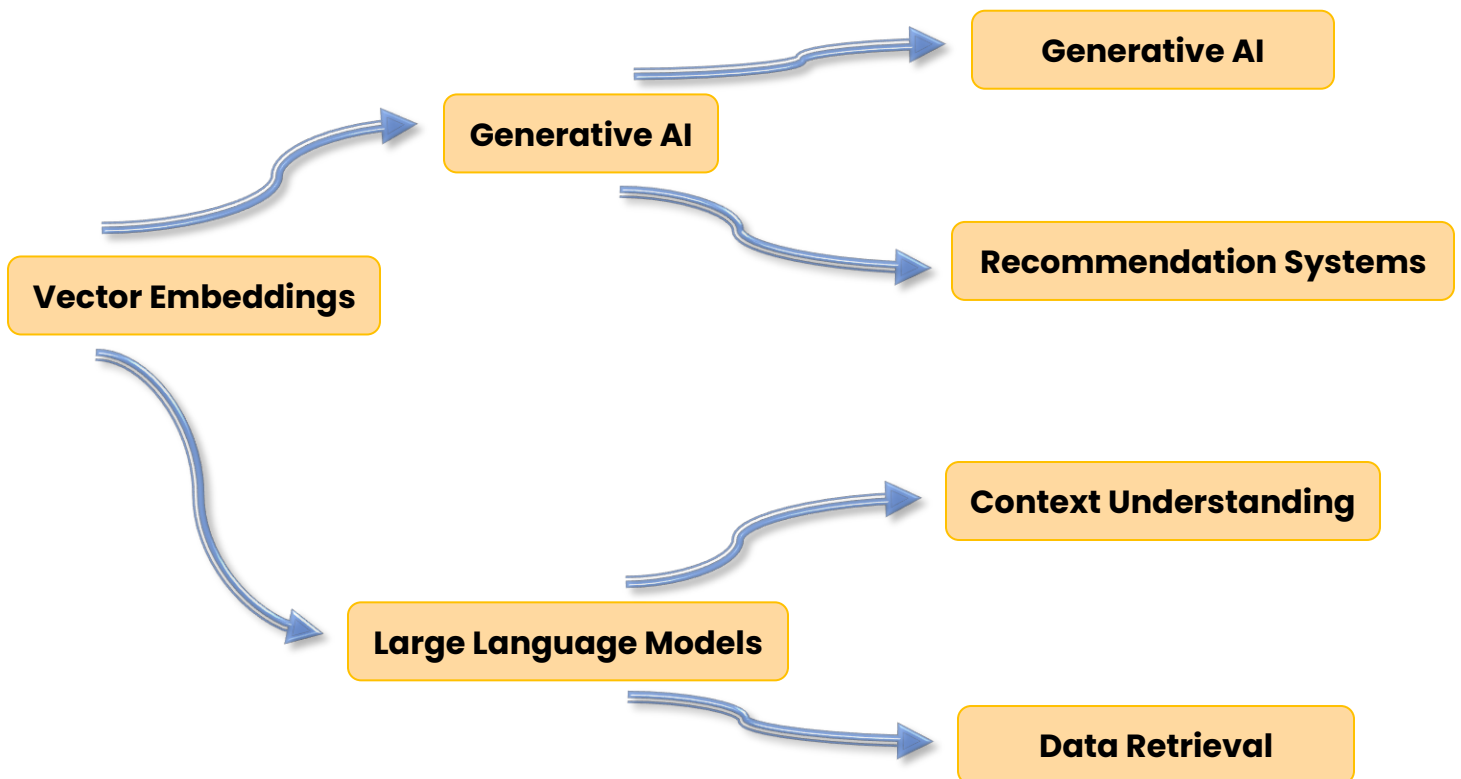 Generative AI
Generative AI
Recommendation Systems
Vector Embeddings
Context Understanding
Large Language Models
Data Retrieval